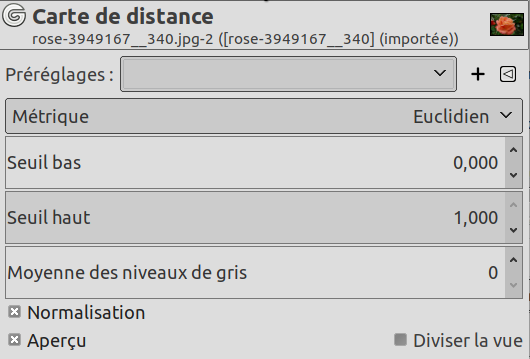 Carte de distance
rose-3949167__340.jpg-2 ([rose-3949167__340] (importée))
Préréglages :
Métrique Euclidien
Seuil bas 0,000
Seuil haut 1,000
Moyenne des niveaux de gris 0
Normalisation
Aperçu Diviser la vue